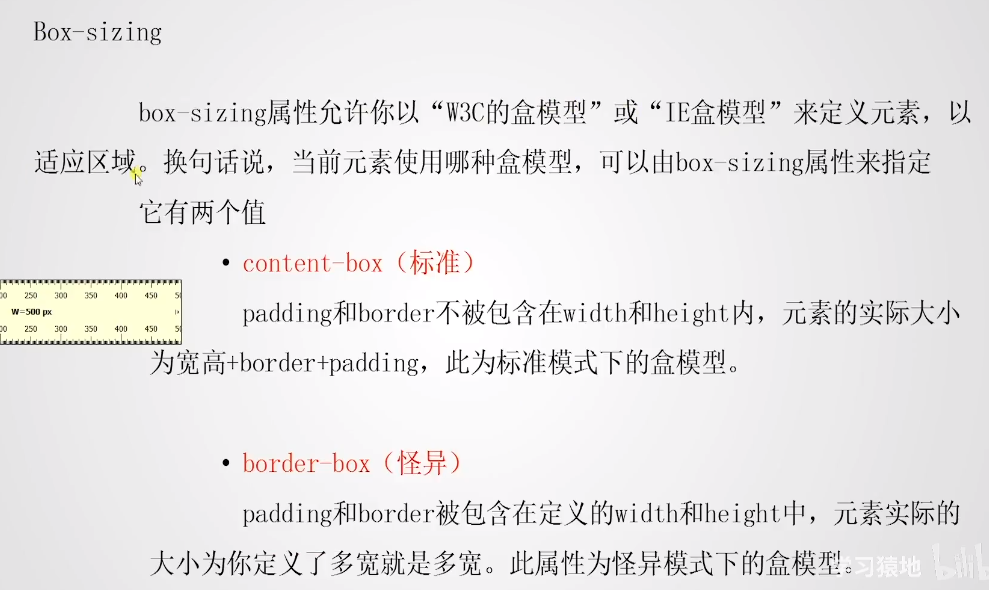 Box-sizing
box-sizing属性允许你以“W3C的盒模型”或“IE盒模型”来定义元素，以
适应区域。换句话说，当前元素使用哪种盒模型，可以由box-sizing属性来指定
它有两个值
• content-box（标准）
00 250 300 350 400 450 50
W=500 px
00 250 300 350 400 450 50
padding和border不被包含在width和height内，元素的实际大小
为宽高+border+padding，此为标准模式下的盒模型。
• border-box（怪异）
padding和border被包含在定义的width和height中，元素实际的
大小为你定义了多宽就是多宽。此属性为怪异模式下的盒模型。
学习猿地 bilib